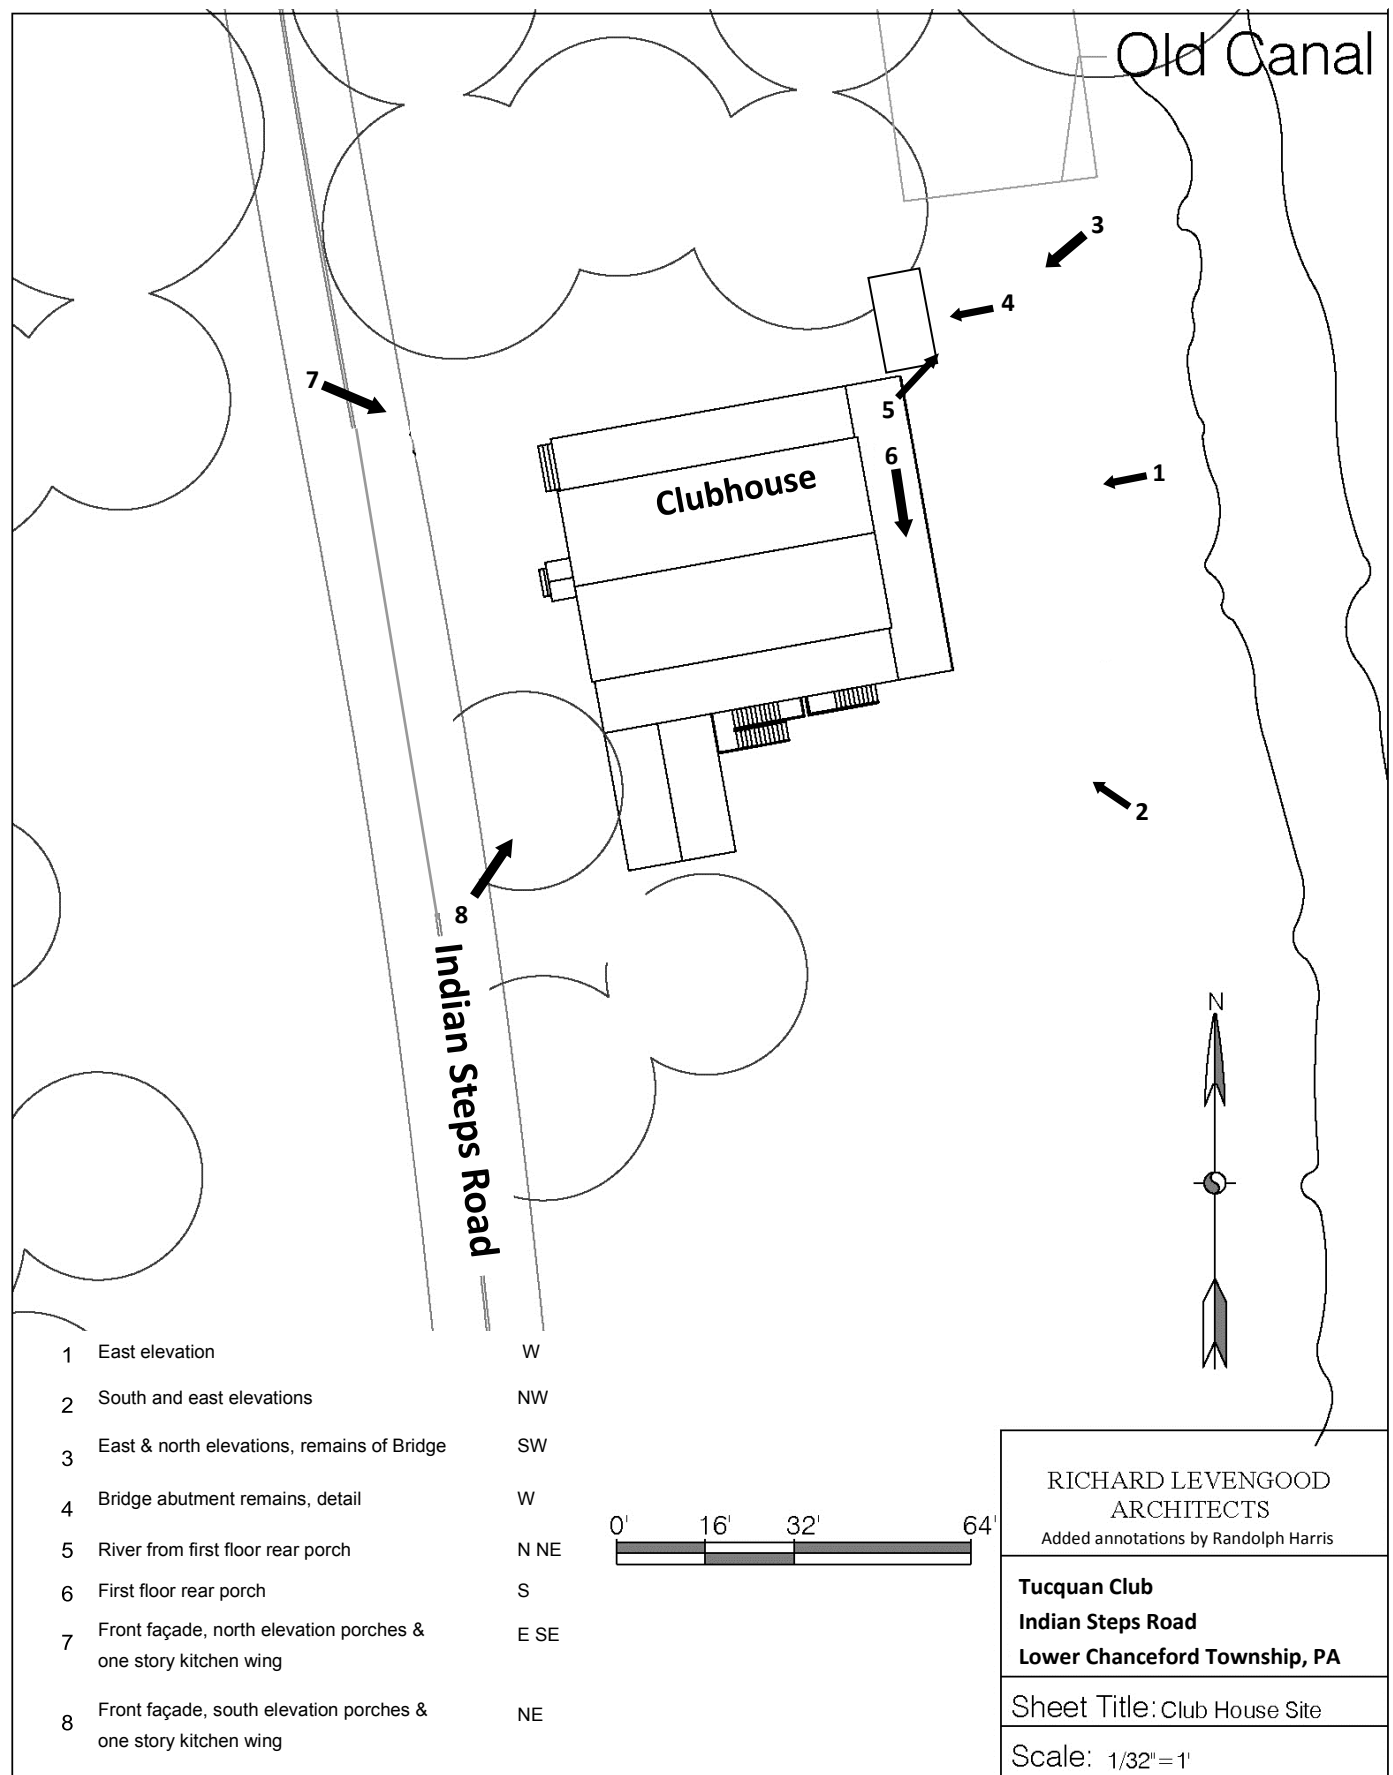 Old Canal
3
4
7
5
6
Clubhouse
1
2
8
Indian Steps Road
N
1 East elevation W
2 South and east elevations NW
3 East & north elevations, remains of Bridge SW
4 Bridge abutment remains, detail W
5 River from first floor rear porch N NE
6 First floor rear porch S
7 Front façade, north elevation porches & E SE
one story kitchen wing
8 Front façade, south elevation porches & NE
one story kitchen wing
0' 16' 32' 64'
RICHARD LEVENGOOD
ARCHITECTS
Added annotations by Randolph Harris
Tucquan Club
Indian Steps Road
Lower Chanceford Township, PA
Sheet Title: Club House Site
Scale: 1/32"=1'